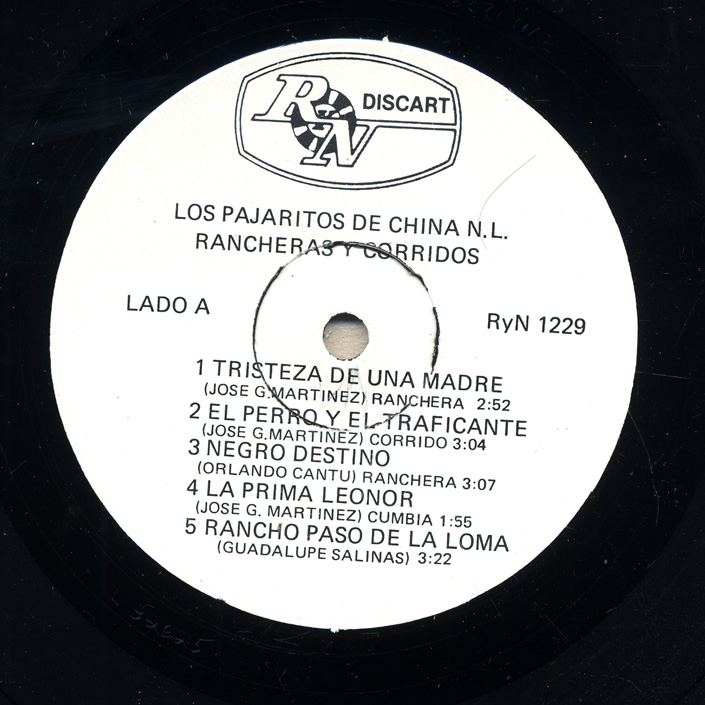 RN DISCART
LOS PAJARITOS DE CHINA N.L.
RANCHERAS Y CORRIDOS
LADO A
RyN 1229
1 TRISTEZA DE UNA MADRE
(JOSE G.MARTINEZ) RANCHERA 2:52
2 EL PERRO Y EL TRAFICANTE
(JOSE G.MARTINEZ) CORRIDO 3:04
3 NEGRO DESTINO
(ORLANDO CANTU) RANCHERA 3:07
4 LA PRIMA LEONOR
(JOSE G. MARTINEZ) CUMBIA 1:55
5 RANCHO PASO DE LA LOMA
(GUADALUPE SALINAS) 3:22